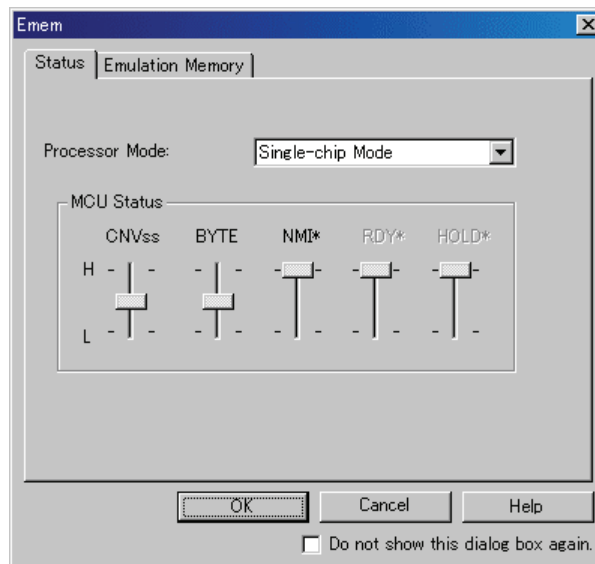 Emem
Status Emulation Memory
Processor Mode: Single-chip Mode
MCU Status
CNVss BYTE NMI* RDY* HOLD*
H
L
OK Cancel Help
Do not show this dialog box again.